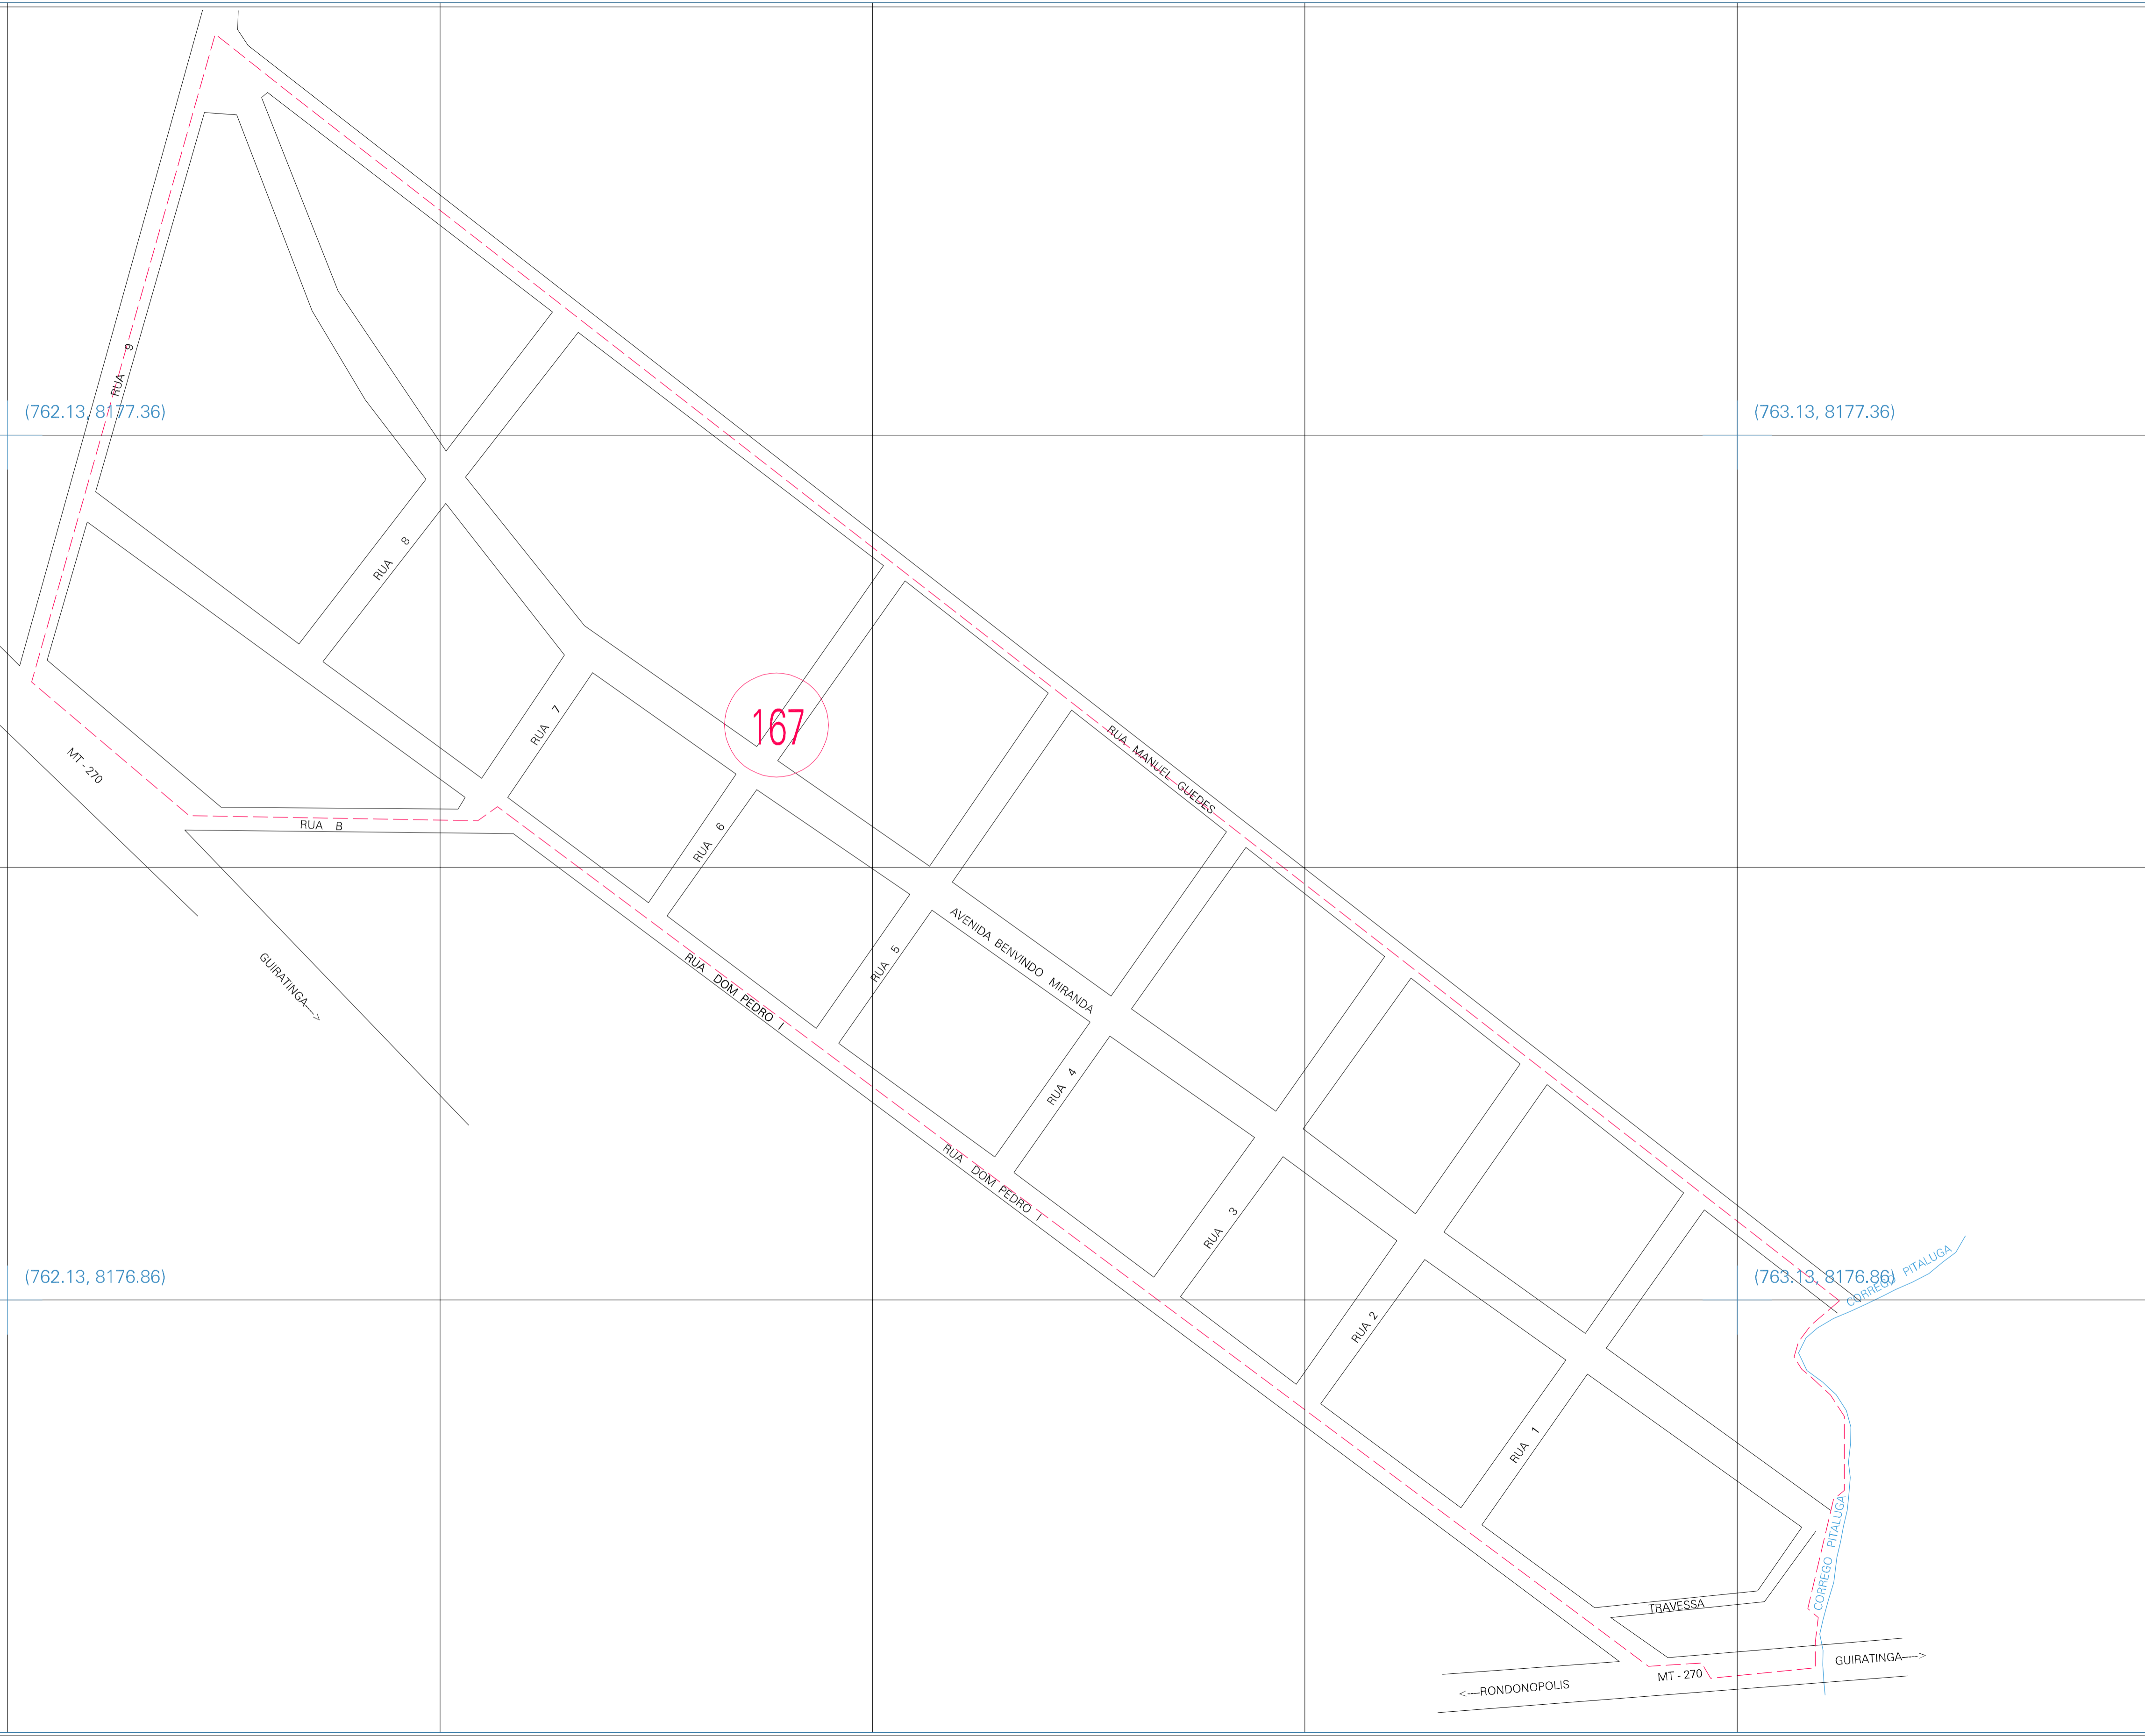 RUA 9
(762.13, 8177.36)
(763.13, 8177.36)
RUA 8
RUA 7
167
RUA MANUEL GUEDES
MT - 270
RUA B
RUA 6
AVENIDA BENVINDO MIRANDA
RUA 5
GUIRATINGA---->
RUA DOM PEDRO I
RUA 4
RUA DOM PEDRO I
RUA 3
(762.13, 8176.86)
(763.13, 8176.86)
CORREGO PITALUGA
RUA 2
RUA 1
CORREGO PITALUGA
TRAVESSA
GUIRATINGA---->
MT - 270
<----RONDONOPOLIS